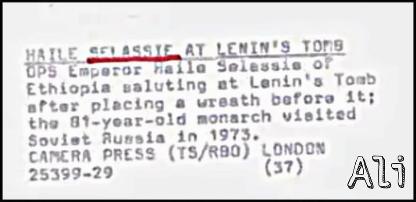 HAILE SELASSIE AT LENIN'S TOMB
OPS Emperor Haile Selassie of
Ethiopia saluting at Lenin's Tomb
after placing a wreath before it;
the 81-year-old monarch visited
Soviet Russia in 1973.
CAMERA PRESS (TS/RBO) LONDON
25399-29 (37)
Ali